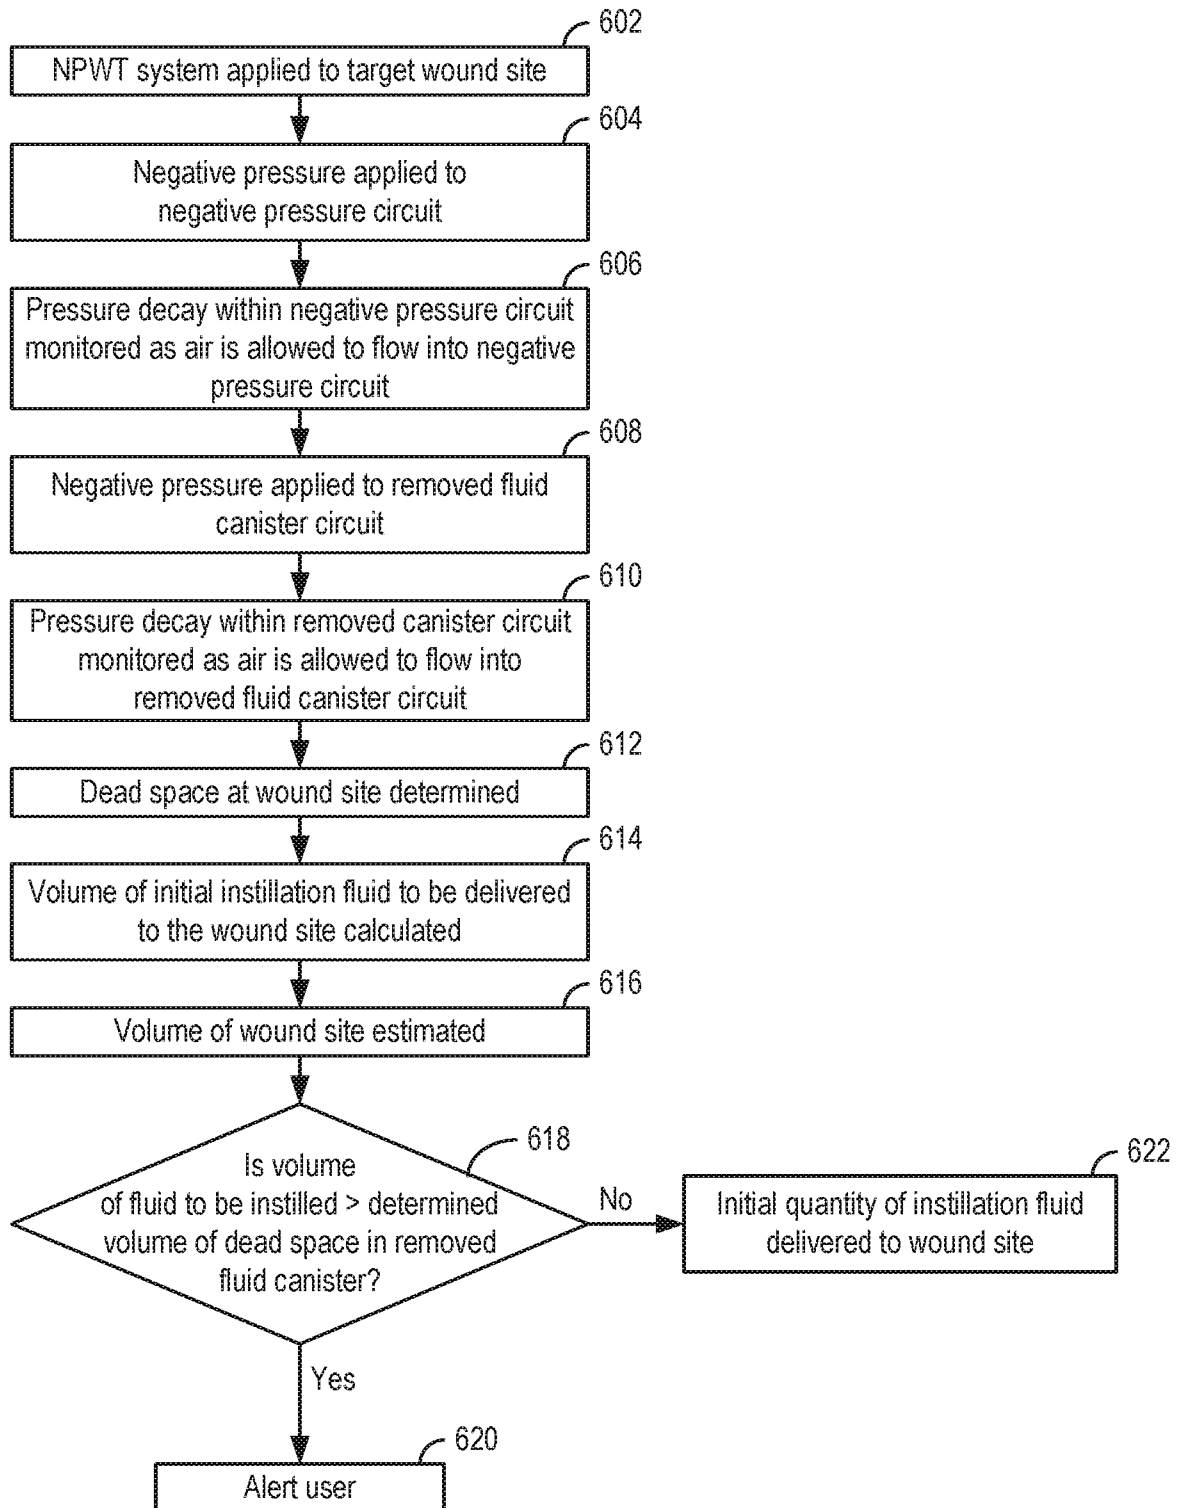 602
NPWT system applied to target wound site
604
Negative pressure applied to
negative pressure circuit
606
Pressure decay within negative pressure circuit
monitored as air is allowed to flow into negative
pressure circuit
608
Negative pressure applied to removed fluid
canister circuit
610
Pressure decay within removed canister circuit
monitored as air is allowed to flow into
removed fluid canister circuit
612
Dead space at wound site determined
614
Volume of initial instillation fluid to be delivered
to the wound site calculated
616
Volume of wound site estimated
618
Is volume
of fluid to be instilled > determined
volume of dead space in removed
fluid canister?
No
622
Initial quantity of instillation fluid
delivered to wound site
Yes
620
Alert user